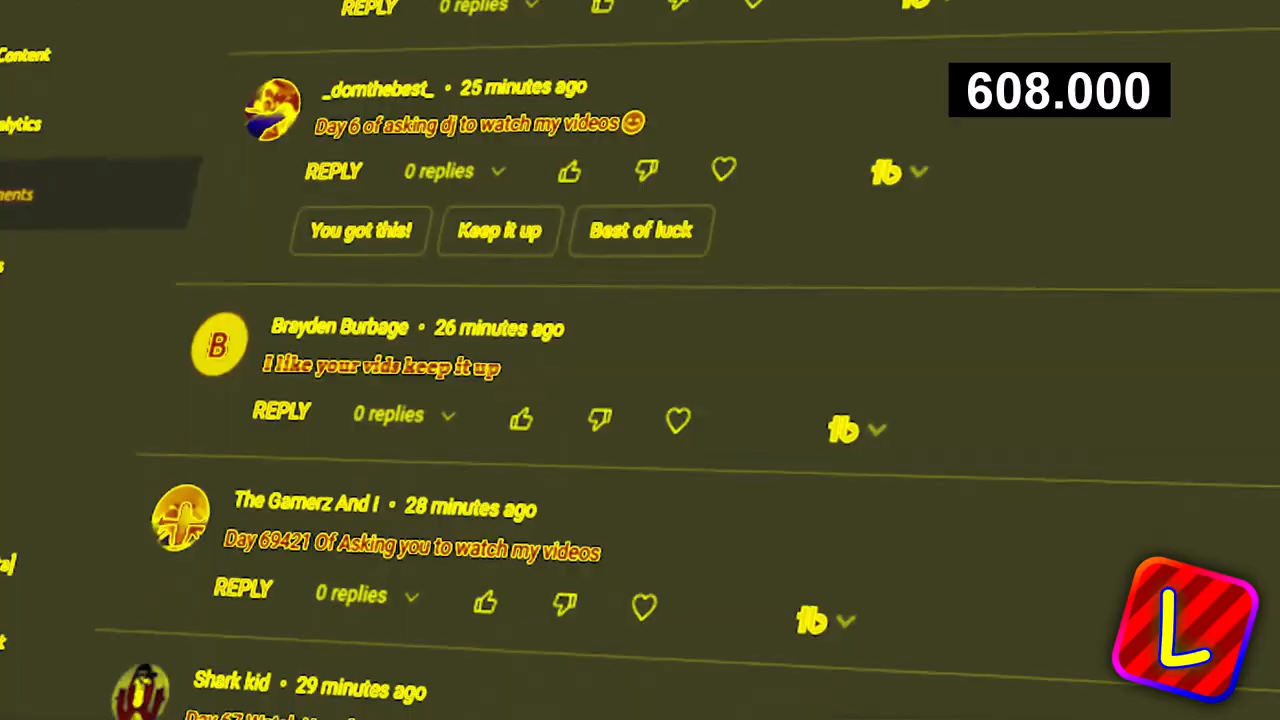 REPLY 0 replies
Content
_domthebest_ • 25 minutes ago
608.000
Day 6 of asking dj to watch my videos
REPLY 0 replies
You got this! Keep it up Best of luck
Brayden Burbage • 26 minutes ago
B
I like your vids keep it up
REPLY 0 replies
The Gamerz And I • 28 minutes ago
Day 69421 Of Asking you to watch my videos
REPLY 0 replies
L
Shark kid • 29 minutes ago